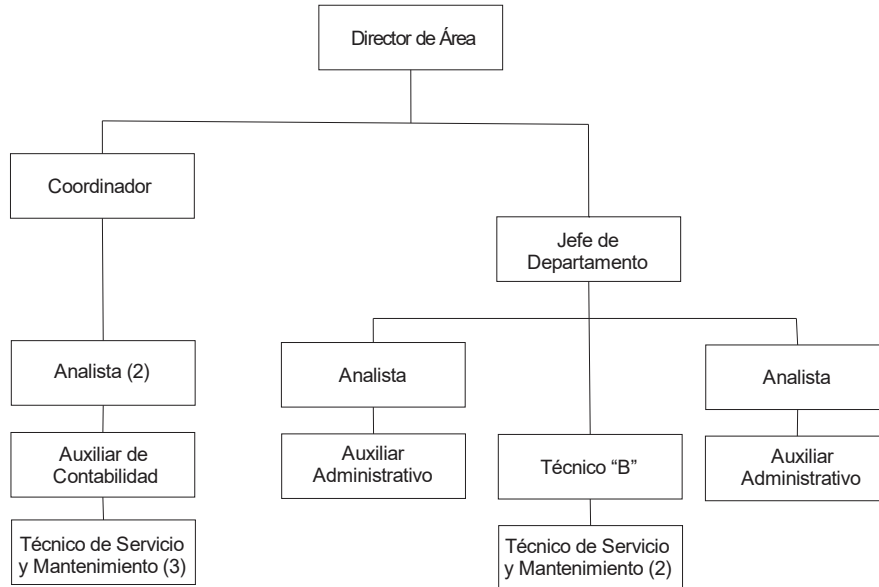 Director de Área
Coordinador
Jefe de
Departamento
Analista (2)
Analista
Analista
Auxiliar de
Contabilidad
Auxiliar
Administrativo
Técnico “B”
Auxiliar
Administrativo
Técnico de Servicio
y Mantenimiento (3)
Técnico de Servicio
y Mantenimiento (2)